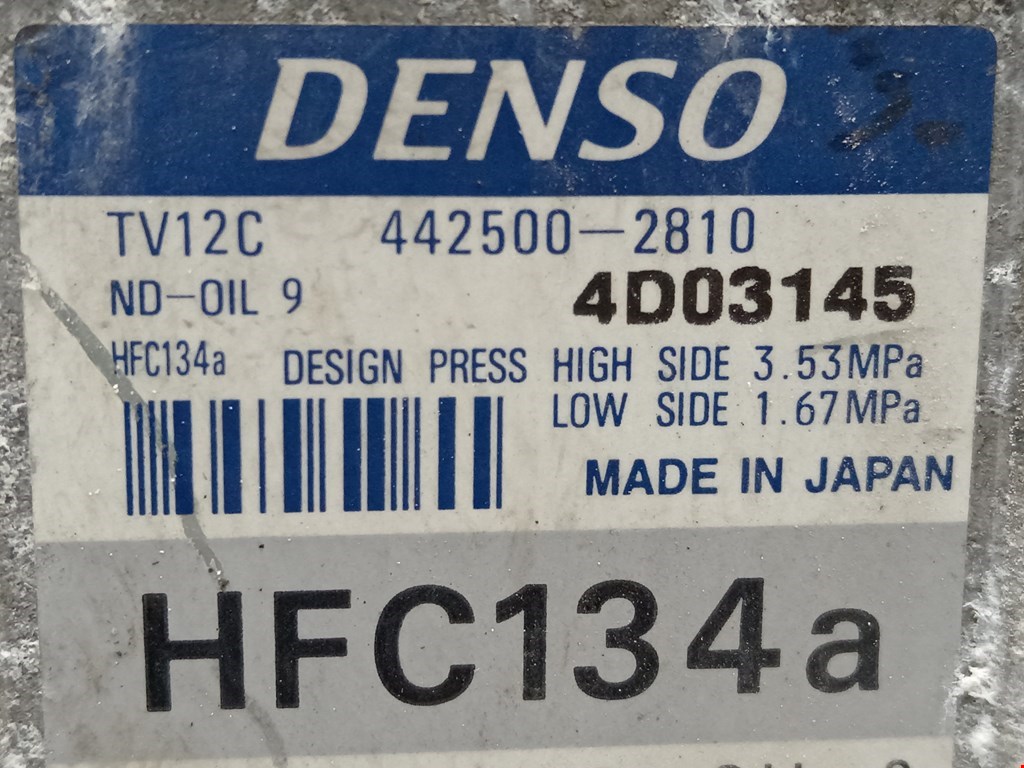 DENSO
TV12C 442500-2810
ND-OIL 9 4D03145
HFC134a DESIGN PRESS HIGH SIDE 3.53MPa
LOW SIDE 1.67MPa
MADE IN JAPAN
HFC134a